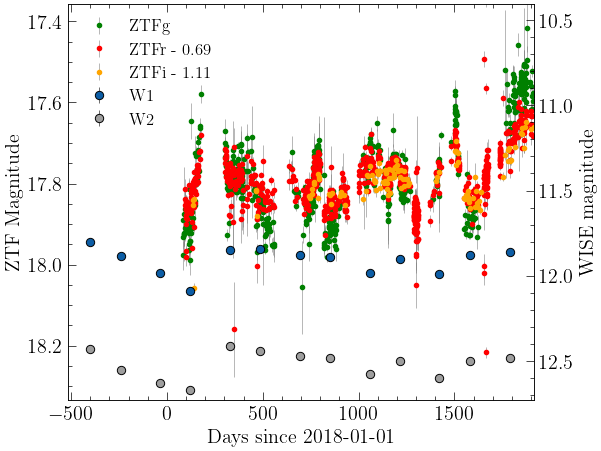 ZTFg
ZTFr - 0.69
ZTFi - 1.11
W1
W2
17.4
17.6
17.8
18.0
18.2
ZTF Magnitude
10.5
11.0
11.5
12.0
12.5
WISE magnitude
−500 0 500 1000 1500
Days since 2018-01-01